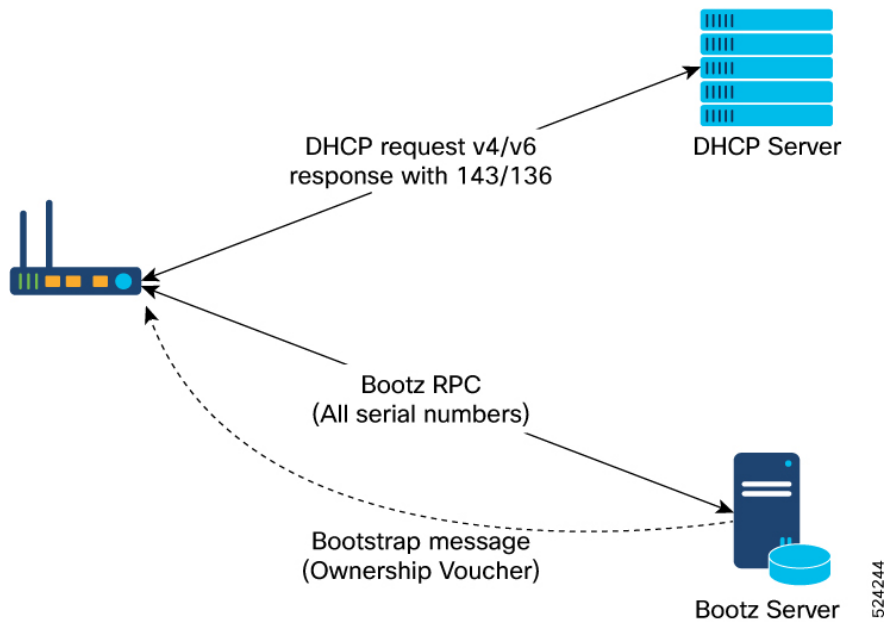 DHCP request v4/v6
response with 143/136
DHCP Server
Bootz RPC
(All serial numbers)
Bootstrap message
(Ownership Voucher)
Bootz Server
524244